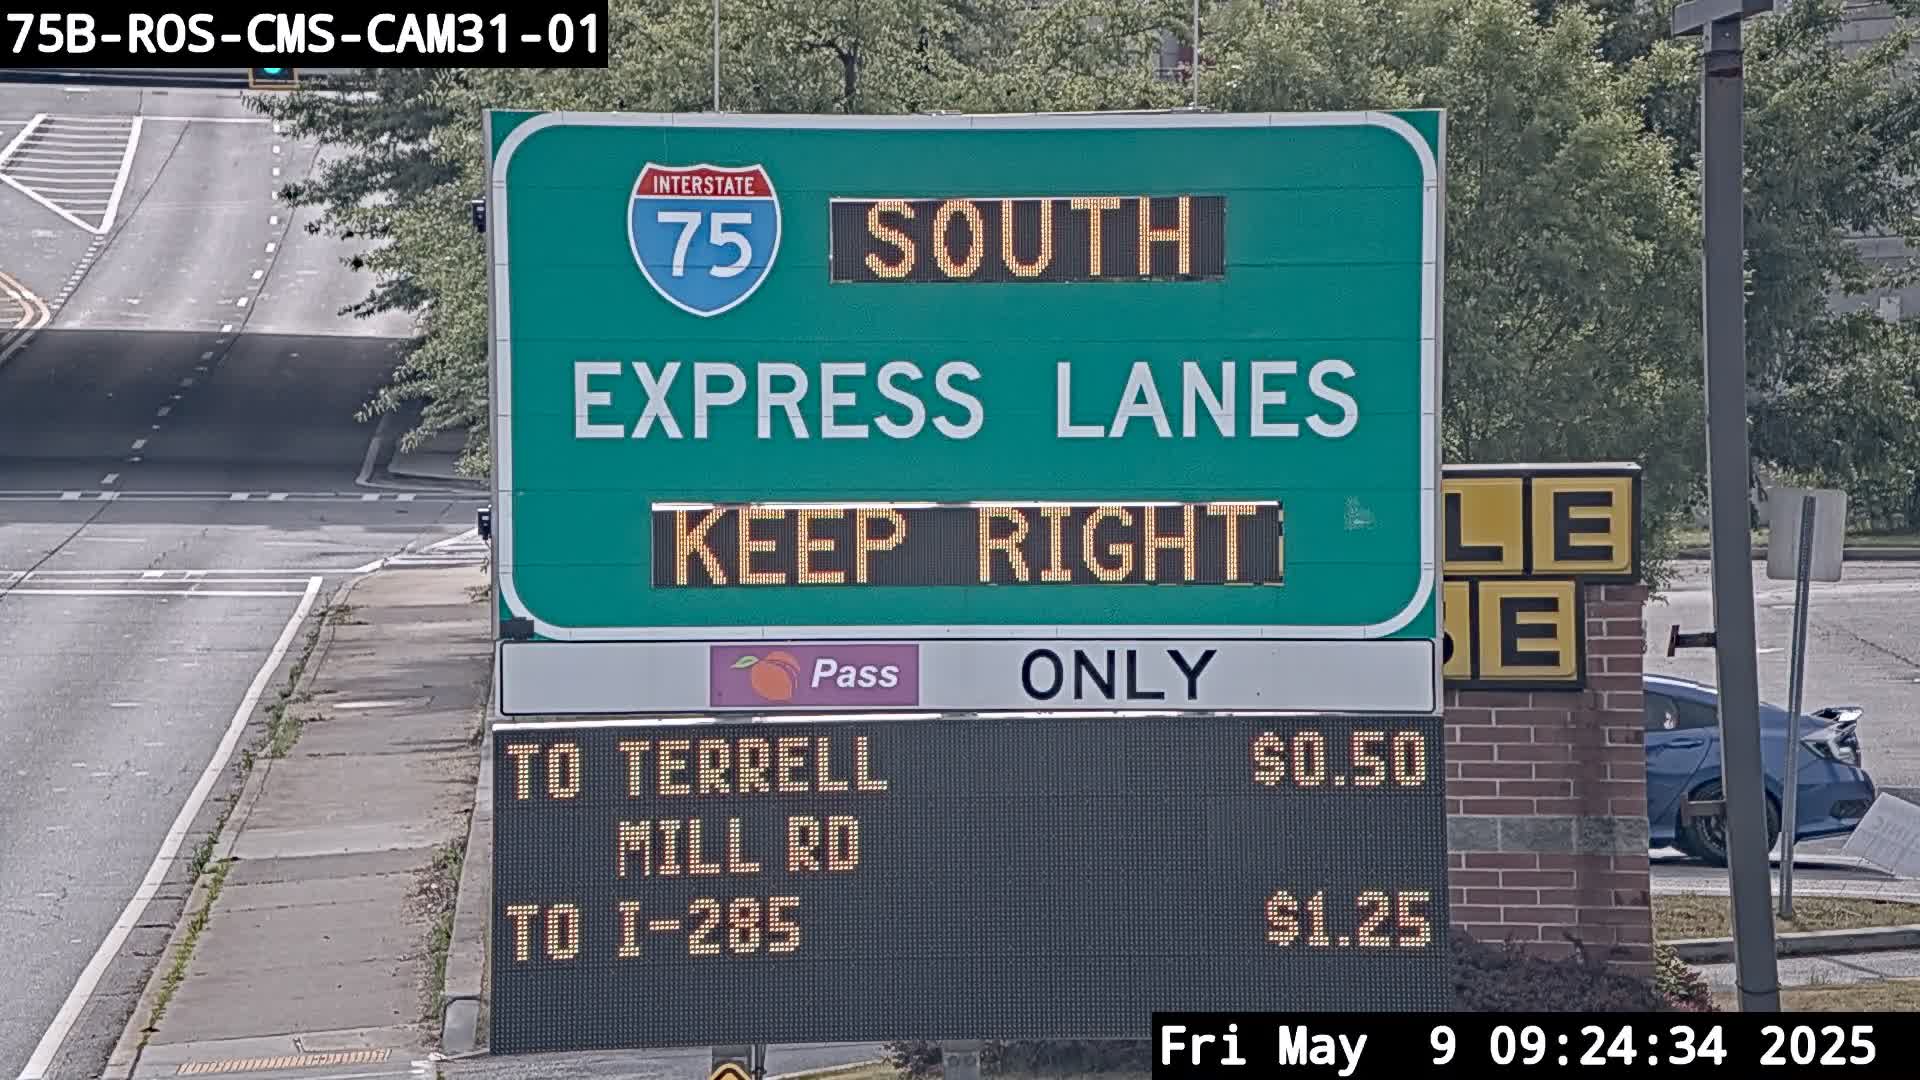 75B-ROS-CMS-CAM31-01
INTERSTATE
75
SOUTH
EXPRESS LANES
KEEP RIGHT
Pass ONLY
TO TERRELL $0.50
MILL RD
TO I-285 $1.25
LE
E
Fri May 9 09:24:34 2025